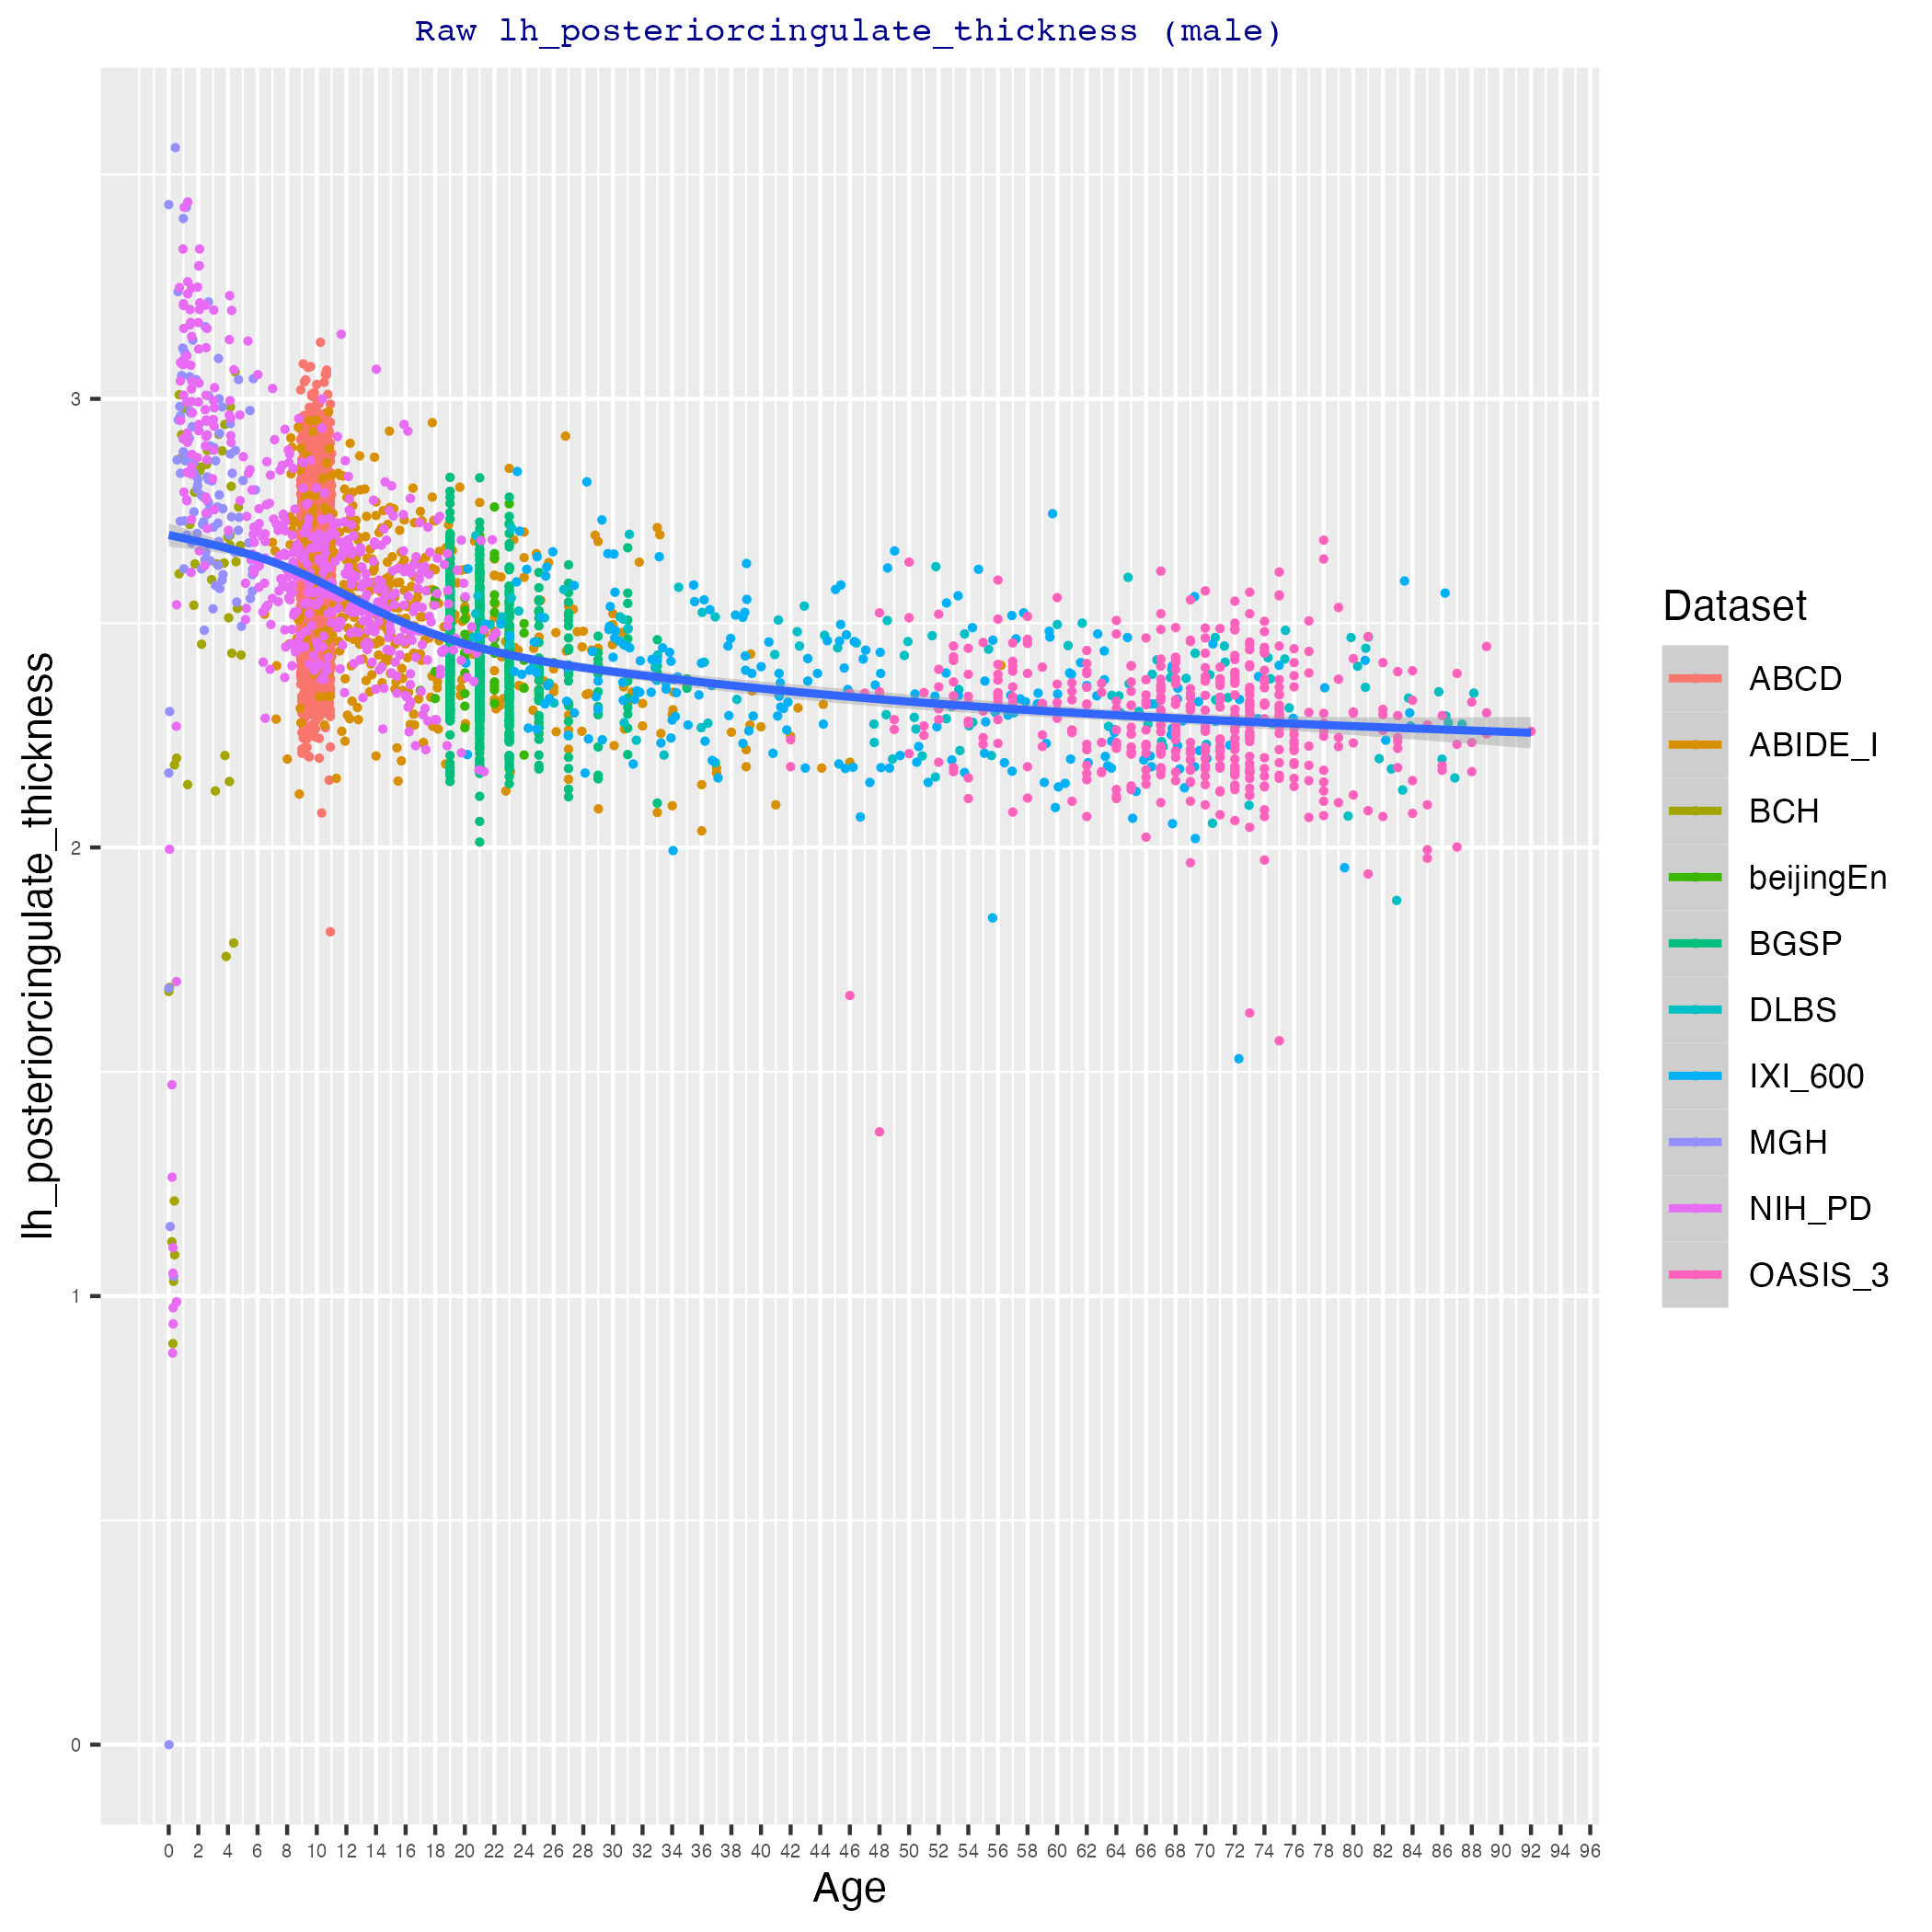 Raw lh_posteriorcingulate_thickness (male)
lh_posteriorcingulate_thickness
3
2
1
0
0 2 4 6 8 10 12 14 16 18 20 22 24 26 28 30 32 34 36 38 40 42 44 46 48 50 52 54 56 58 60 62 64 66 68 70 72 74 76 78 80 82 84 86 88 90 92 94 96
Age
Dataset
ABCD
ABIDE_I
BCH
beijingEn
BGSP
DLBS
IXI_600
MGH
NIH_PD
OASIS_3